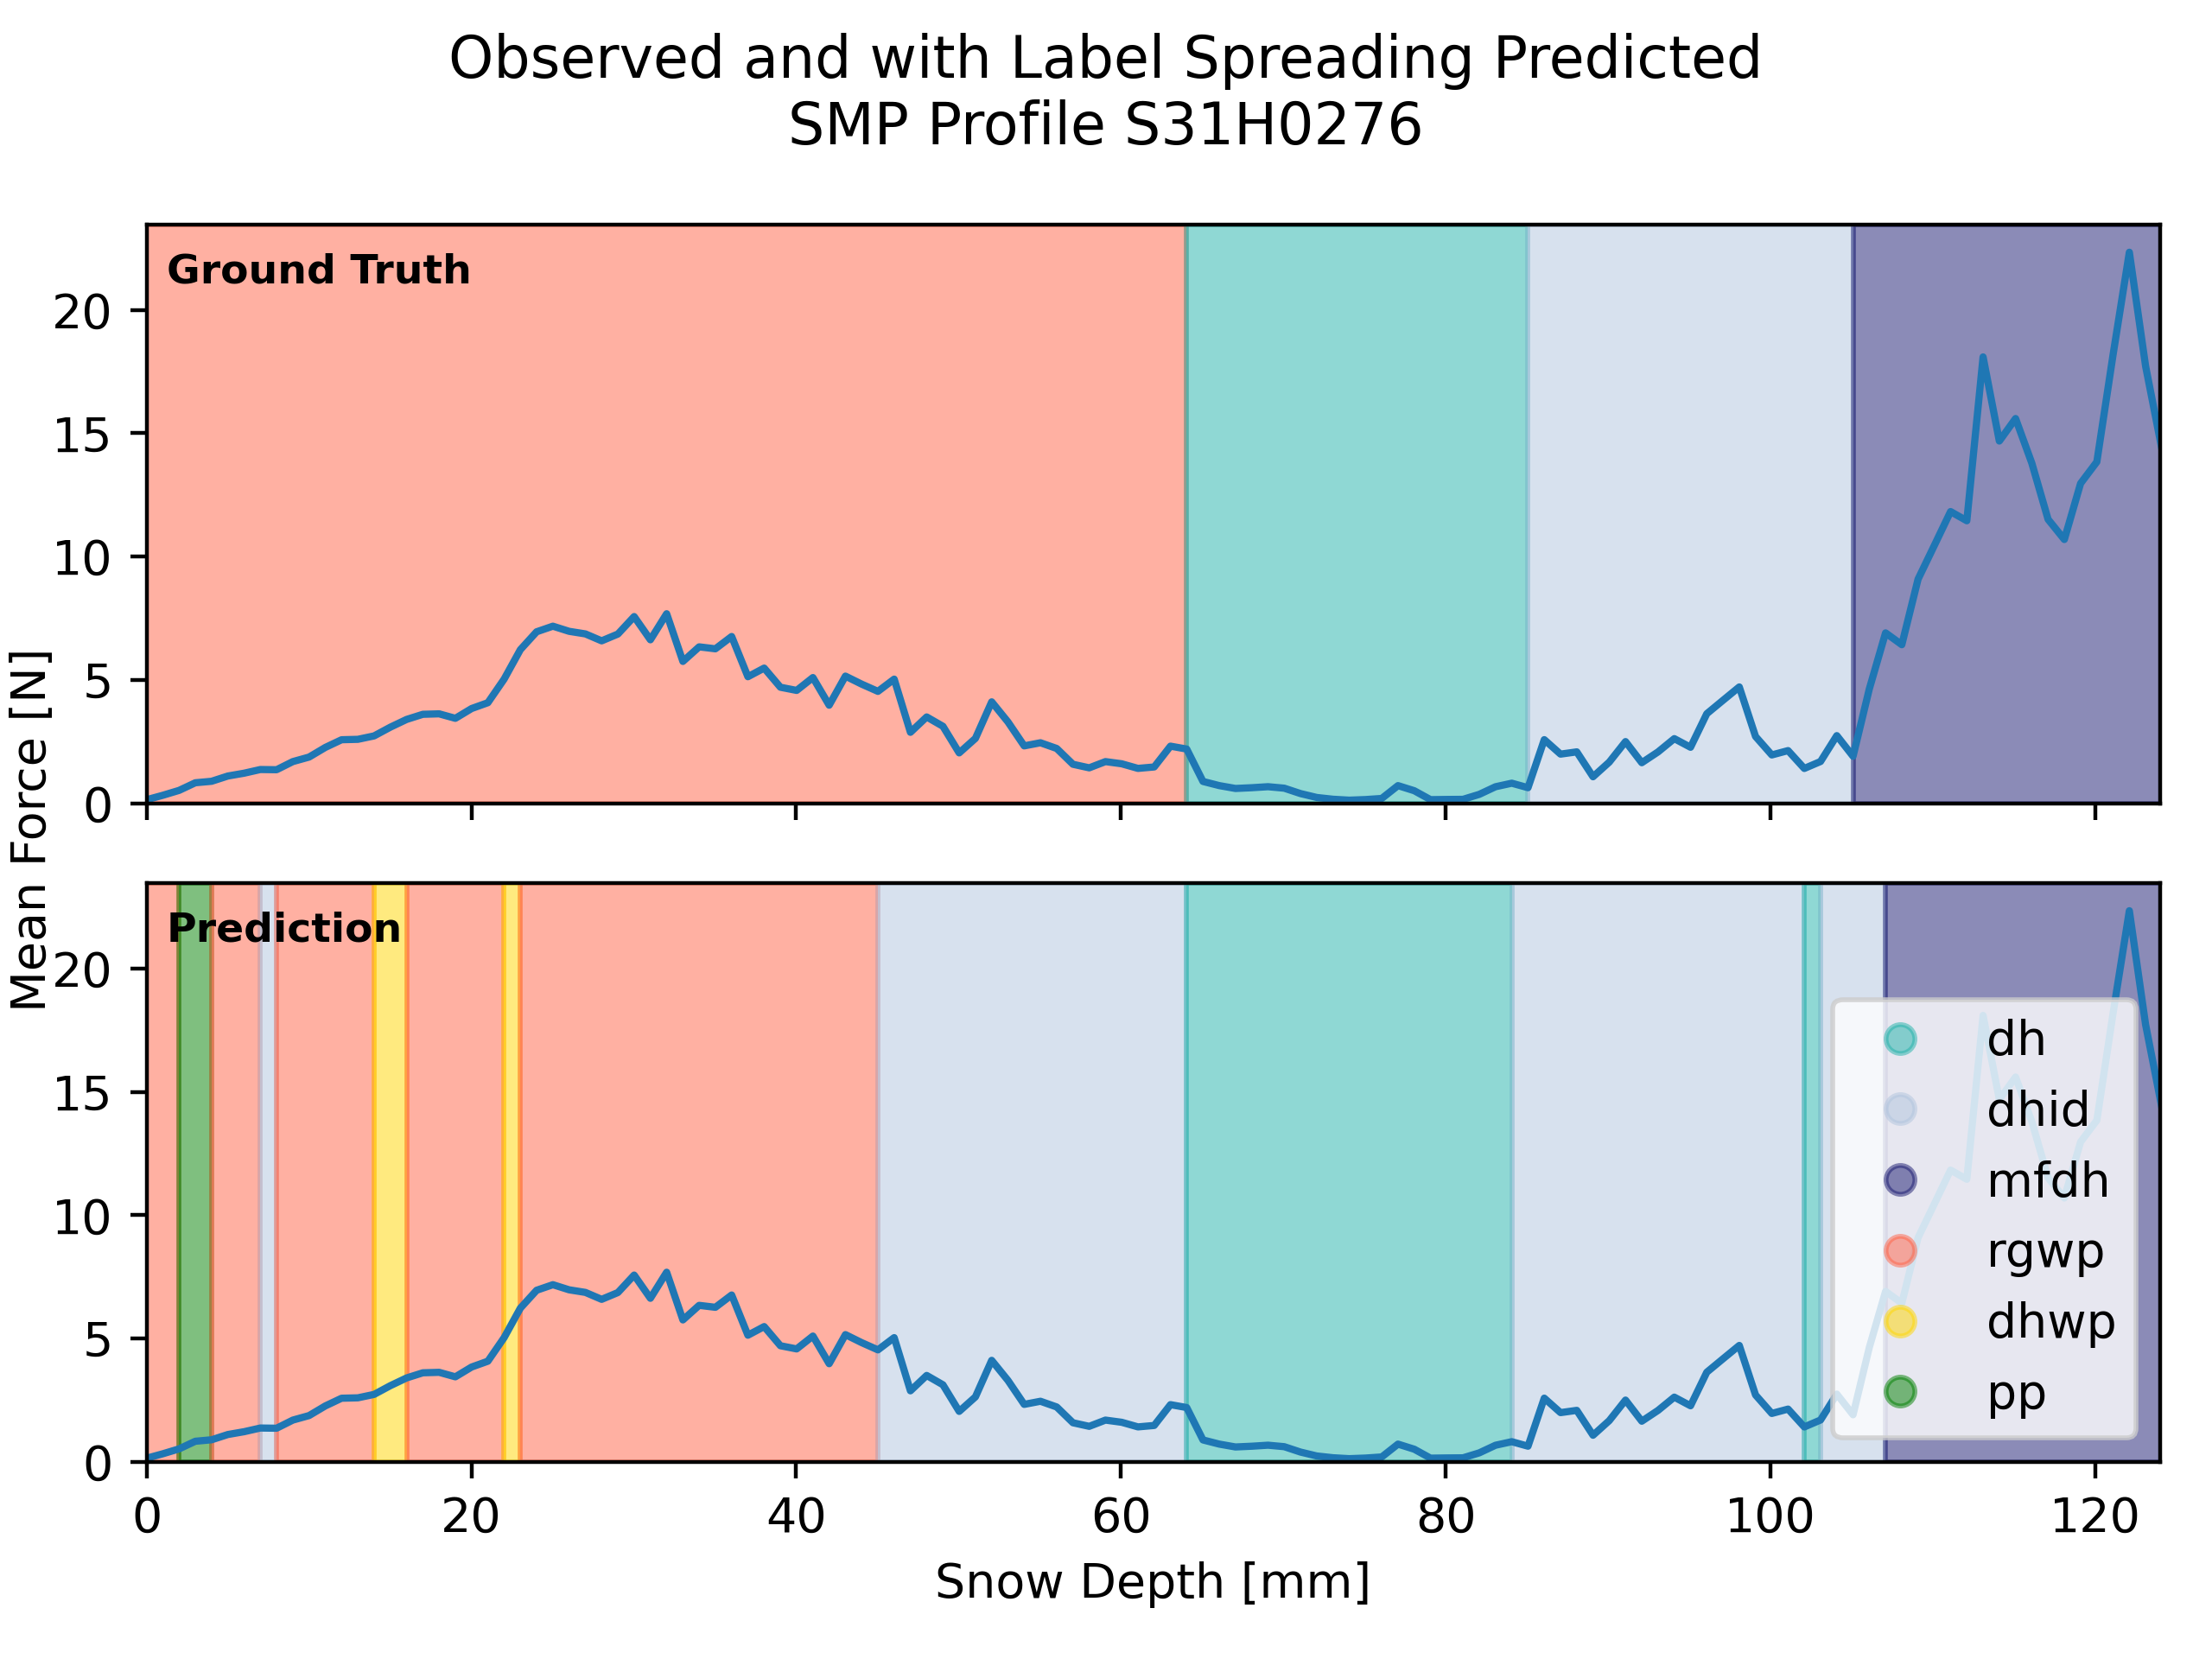 Observed and with Label Spreading Predicted
SMP Profile S31H0276
Mean Force [N]
Ground Truth
20
15
10
5
0
Prediction
20
15
10
5
0
dh
dhid
mfdh
rgwp
dhwp
pp
0 20 40 60 80 100 120
Snow Depth [mm]